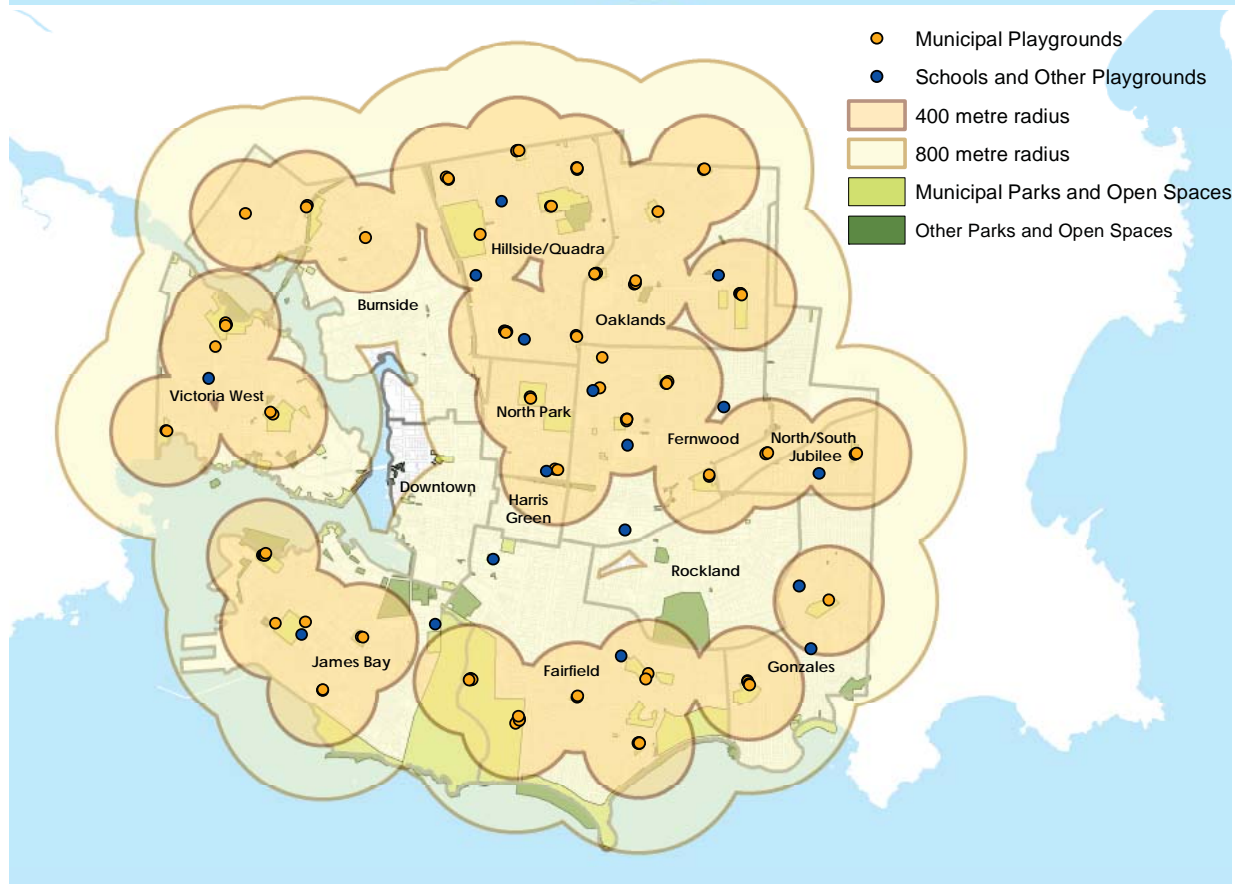 Municipal Playgrounds
Schools and Other Playgrounds
400 metre radius
800 metre radius
Municipal Parks and Open Spaces
Other Parks and Open Spaces
Hillside/Quadra
Burnside
Oaklands
Victoria West
North Park
Fernwood
North/South
Jubilee
Downtown
Harris
Green
Rockland
James Bay
Fairfield
Gonzales